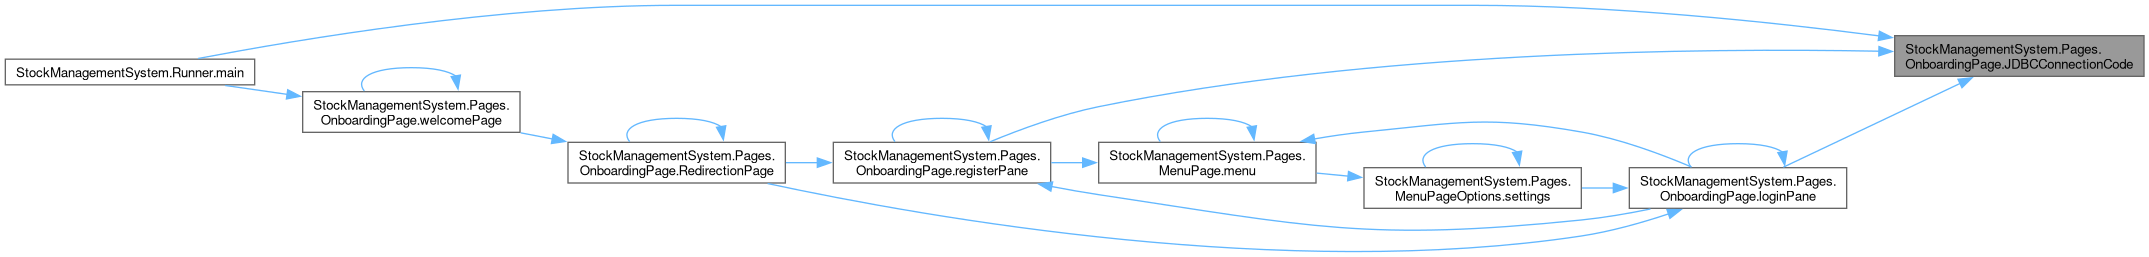 StockManagementSystem.Runner.main
StockManagementSystem.Pages.
OnboardingPage.welcomePage
StockManagementSystem.Pages.
OnboardingPage.RedirectionPage
StockManagementSystem.Pages.
OnboardingPage.registerPane
StockManagementSystem.Pages.
MenuPage.menu
StockManagementSystem.Pages.
MenuPageOptions.settings
StockManagementSystem.Pages.
OnboardingPage.loginPane
StockManagementSystem.Pages.
OnboardingPage.JDBCConnectionCode